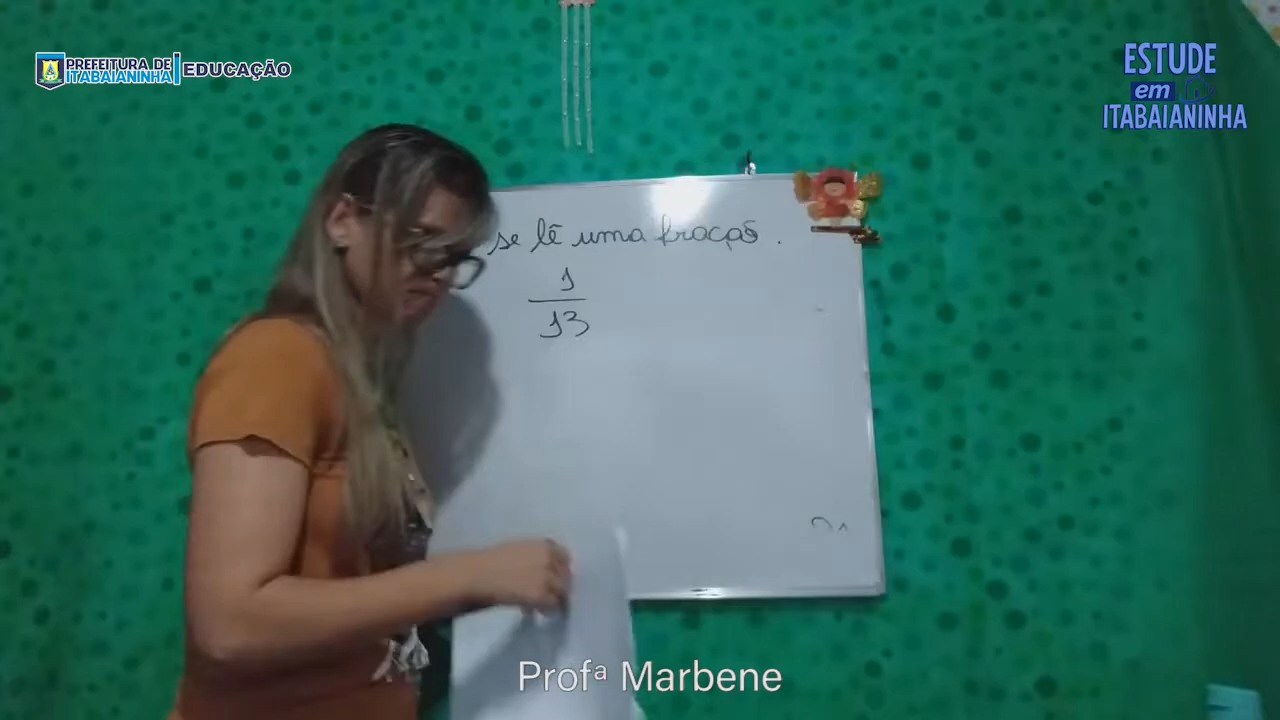 PREFEITURA DE
ITABAIANINHA
EDUCAÇÃO
ESTUDE
em
ITABAIANINHA
se lê uma fração.
1
13
Profª Marbene